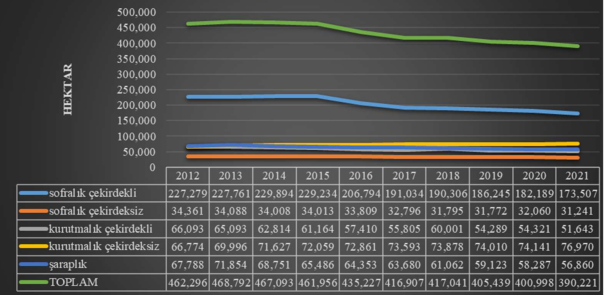 500,000
450,000
400,000
350,000
300,000
250,000
200,000
150,000
100,000
50,000
0
HEKTAR
2012 2013 2014 2015 2016 2017 2018 2019 2020 2021
sofralık çekirdekli 227,279 227,761 229,894 229,234 206,794 191,034 190,306 186,245 182,189 173,507
sofralık çekirdeksiz 34,361 34,088 34,008 34,013 33,809 32,796 31,795 31,772 32,060 31,241
kurutmalık çekirdekli 66,093 65,093 62,814 61,164 57,410 55,805 60,001 54,289 54,321 51,643
kurutmalık çekirdeksiz 66,774 69,996 71,627 72,059 72,861 73,593 73,878 74,010 74,141 76,970
şaraplık 67,788 71,854 68,751 65,486 64,353 63,680 61,062 59,123 58,287 56,860
TOPLAM 462,296 468,792 467,093 461,956 435,227 416,907 417,041 405,439 400,998 390,221